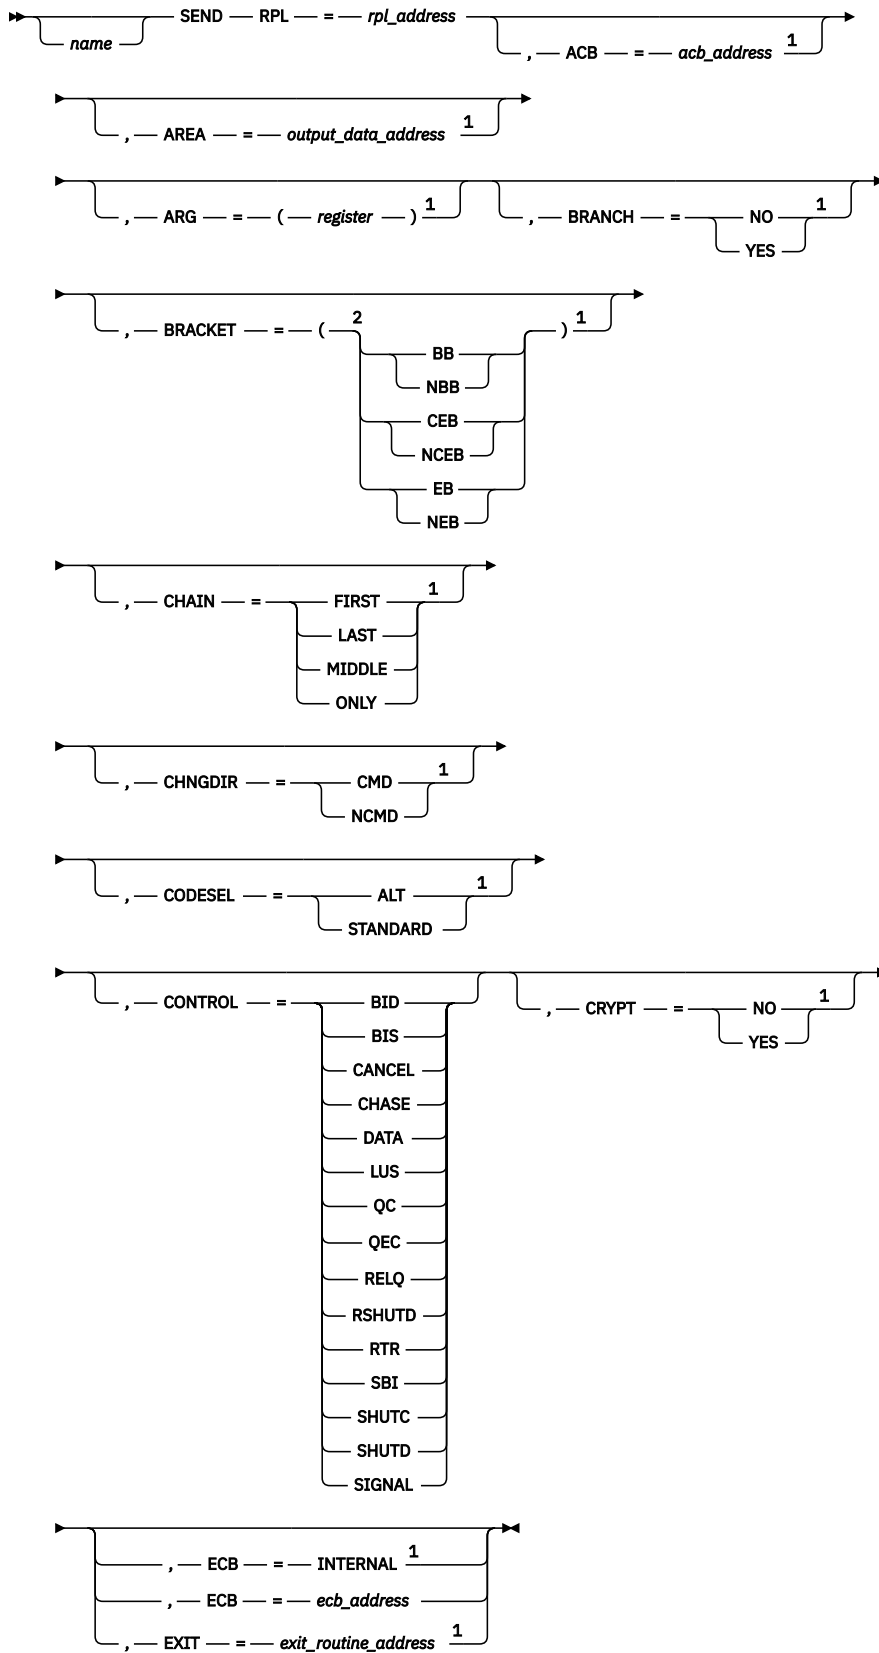 name SEND RPL = rpl_address , ACB = acb_address 1
, AREA = output_data_address 1
, ARG = ( register ) 1 , BRANCH = NO 1
YES
, BRACKET = ( 2 ) 1
BB
NBB
CEB
NCEB
EB
NEB
, CHAIN = FIRST 1
LAST
MIDDLE
ONLY
, CHNGDIR = CMD 1
NCMD
, CODESEL = ALT 1
STANDARD
, CONTROL = BID , CRYPT = NO 1
BIS YES
CANCEL
CHASE
DATA
LUS
QC
QEC
RELQ
RSHUTD
RTR
SBI
SHUTC
SHUTD
SIGNAL
, ECB = INTERNAL 1
, ECB = ecb_address
, EXIT = exit_routine_address 1